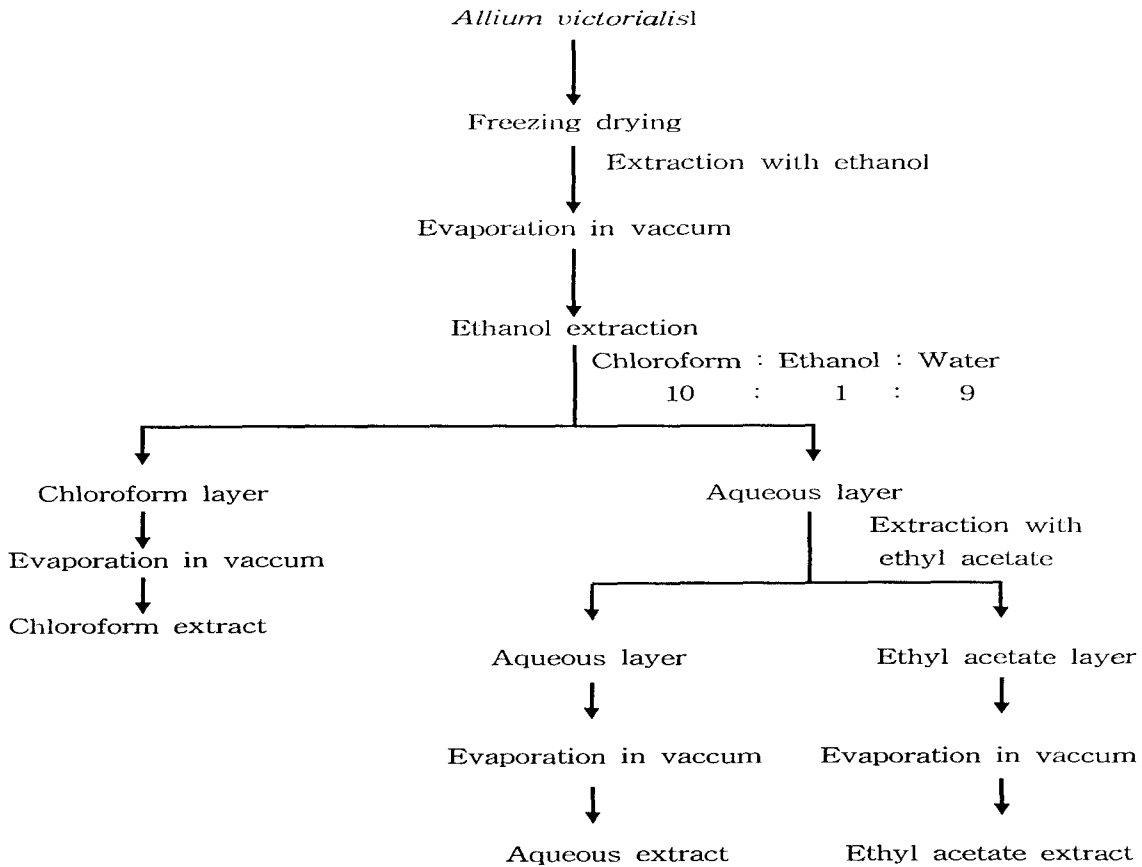 Allium victorialisl
Freezing drying
Extraction with ethanol
Evaporation in vaccum
Ethanol extraction
Chloroform : Ethanol : Water
10 : 1 : 9
Chloroform layer
Aqueous layer
Extraction with
ethyl acetate
Evaporation in vaccum
Chloroform extract
Aqueous layer
Ethyl acetate layer
Evaporation in vaccum
Evaporation in vaccum
Aqueous extract
Ethyl acetate extract